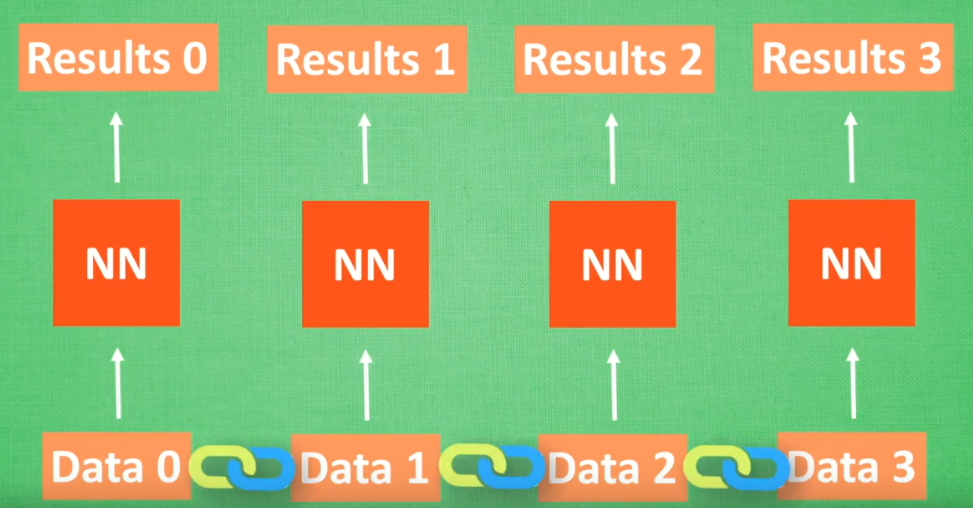 Results 0 Results 1 Results 2 Results 3
NN NN NN NN
Data 0 Data 1 Data 2 Data 3